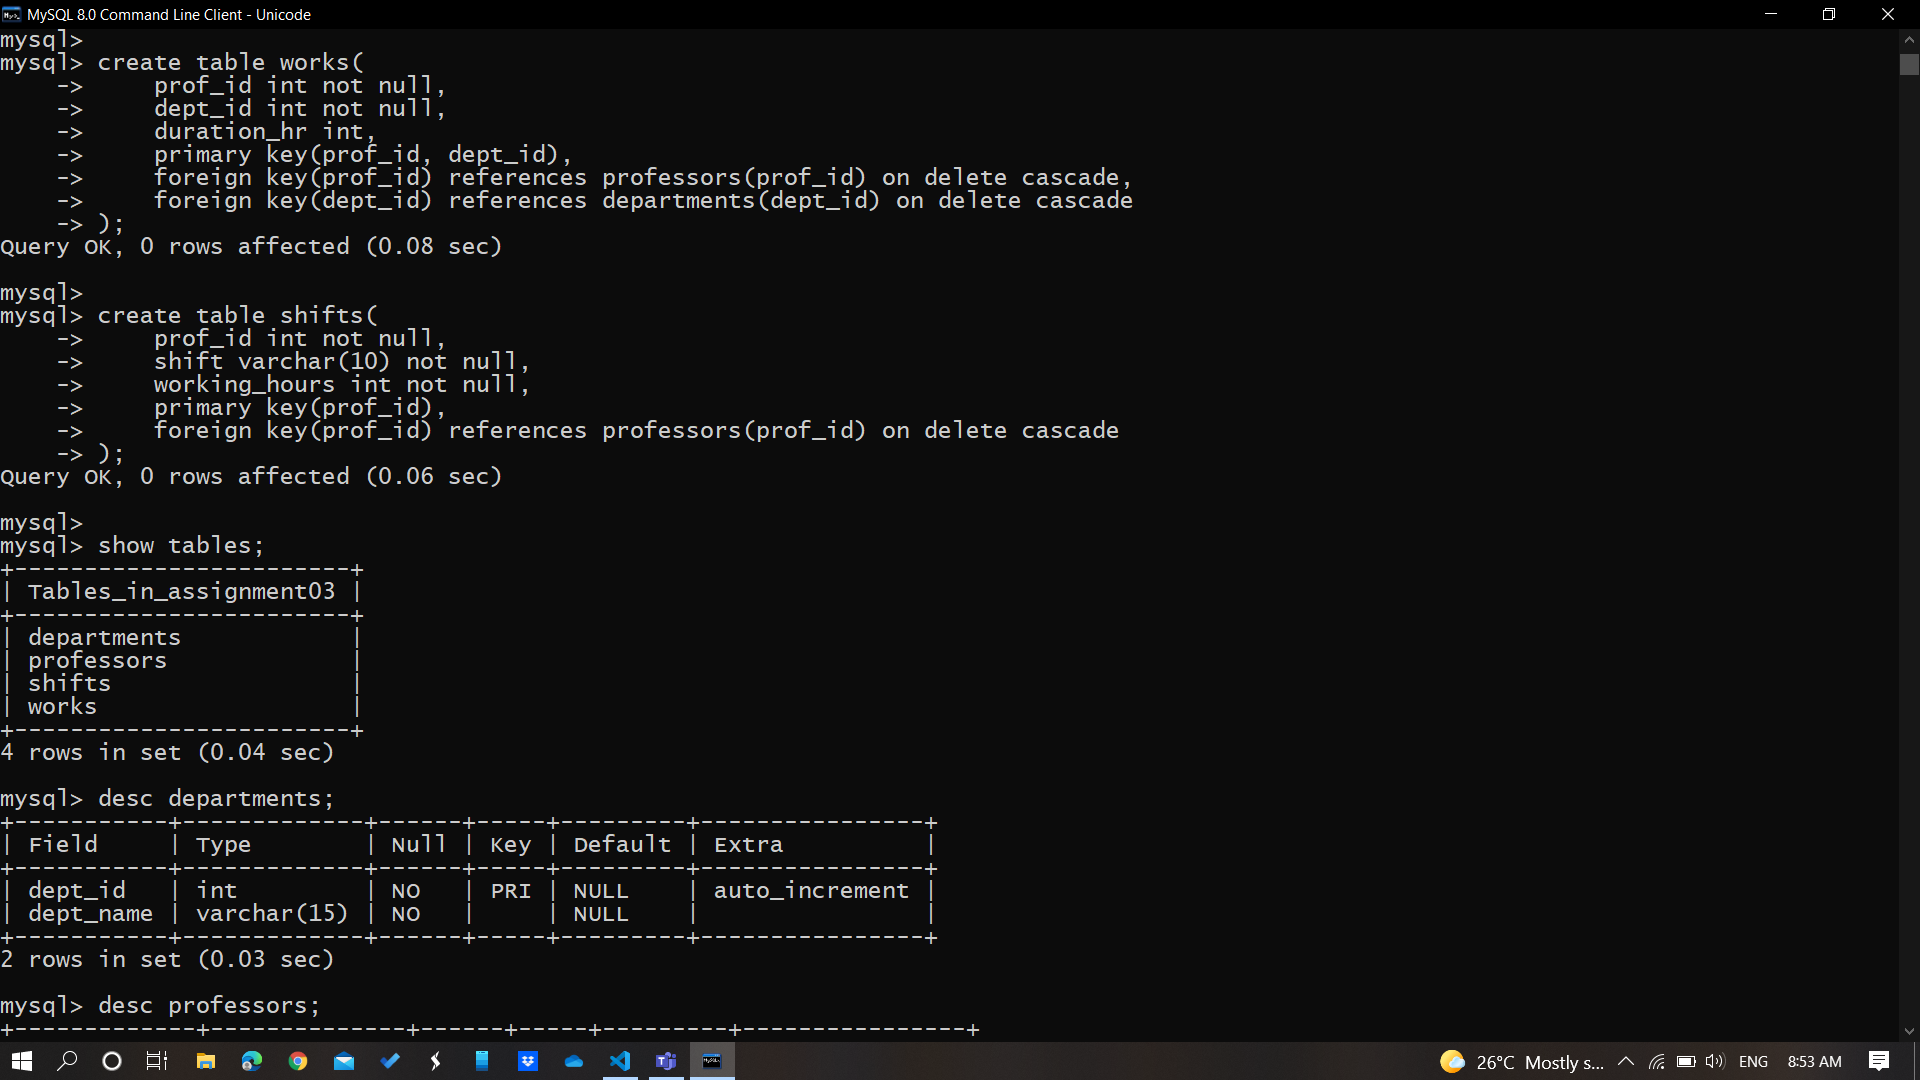 MySQL 8.0 Command Line Client - Unicode
mysql>
mysql> create table works(
    ->     prof_id int not null,
    ->     dept_id int not null,
    ->     duration_hr int,
    ->     primary key(prof_id, dept_id),
    ->     foreign key(prof_id) references professors(prof_id) on delete cascade,
    ->     foreign key(dept_id) references departments(dept_id) on delete cascade
    -> );
Query OK, 0 rows affected (0.08 sec)
mysql>
mysql> create table shifts(
    ->     prof_id int not null,
    ->     shift varchar(10) not null,
    ->     working_hours int not null,
    ->     primary key(prof_id),
    ->     foreign key(prof_id) references professors(prof_id) on delete cascade
    -> );
Query OK, 0 rows affected (0.06 sec)
mysql>
mysql> show tables;
+------------------------+
| Tables_in_assignment03 |
+------------------------+
| departments            |
| professors             |
| shifts                 |
| works                  |
+------------------------+
4 rows in set (0.04 sec)
mysql> desc departments;
+-----------+-------------+------+-----+---------+----------------+
| Field     | Type        | Null | Key | Default | Extra          |
+-----------+-------------+------+-----+---------+----------------+
| dept_id   | int         | NO   | PRI | NULL    | auto_increment |
| dept_name | varchar(15) | NO   |     | NULL    |                |
+-----------+-------------+------+-----+---------+----------------+
2 rows in set (0.03 sec)
mysql> desc professors;
+-------------+--------------+------+-----+---------+----------------+
26°C Mostly s... ENG 8:53 AM